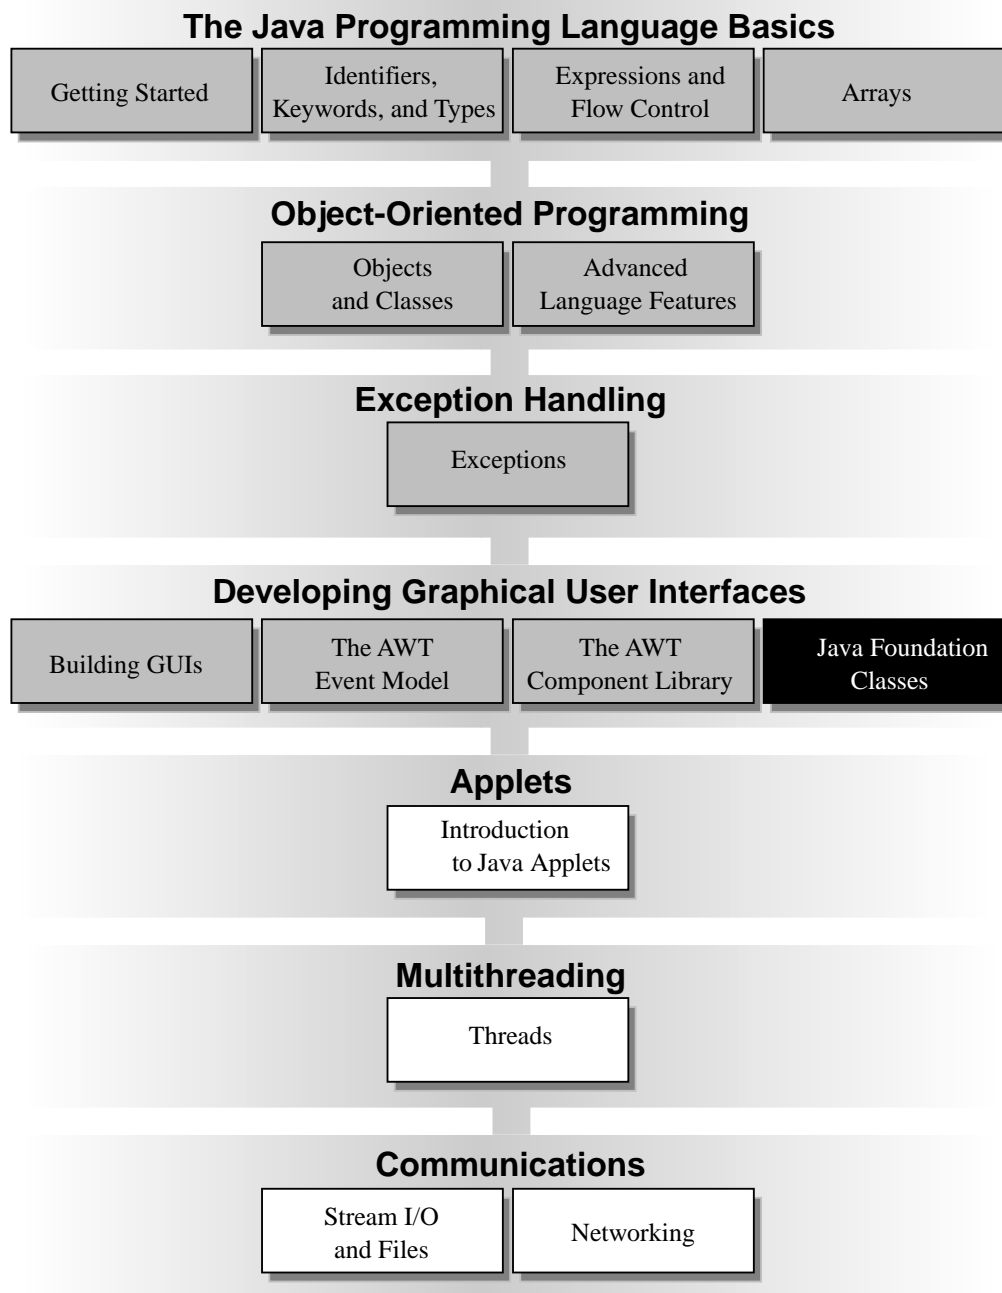 The Java Programming Language Basics
Getting Started
Identifiers,
Keywords, and Types
Expressions and
Flow Control
Arrays
Object-Oriented Programming
Objects
and Classes
Advanced
Language Features
Exception Handling
Exceptions
Developing Graphical User Interfaces
Building GUIs
The AWT
Event Model
The AWT
Component Library
Java Foundation
Classes
Applets
Introduction
to Java Applets
Multithreading
Threads
Communications
Stream I/O
and Files
Networking